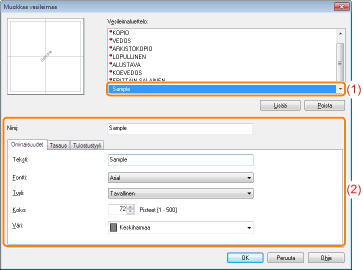 Muokkaa vesileimaa
Vesileimaluettelo:
KOPIO
VEDOS
ARKISTOKOPIO
LOPULLINEN
ALUSTAVA
KOEVEDOS
ERITTÄIN SALAINEN
Sample
(1)
Lisää
Poista
Nimi:
Sample
Ominaisuudet
Tasaus
Tulostustyyli
Teksti:
Sample
Fontti:
Arial
Tyyli:
Tavallinen
(2)
Koko:
72
Pisteet (1 - 500)
Väri:
Keskiharmaa
OK
Peruuta
Ohje